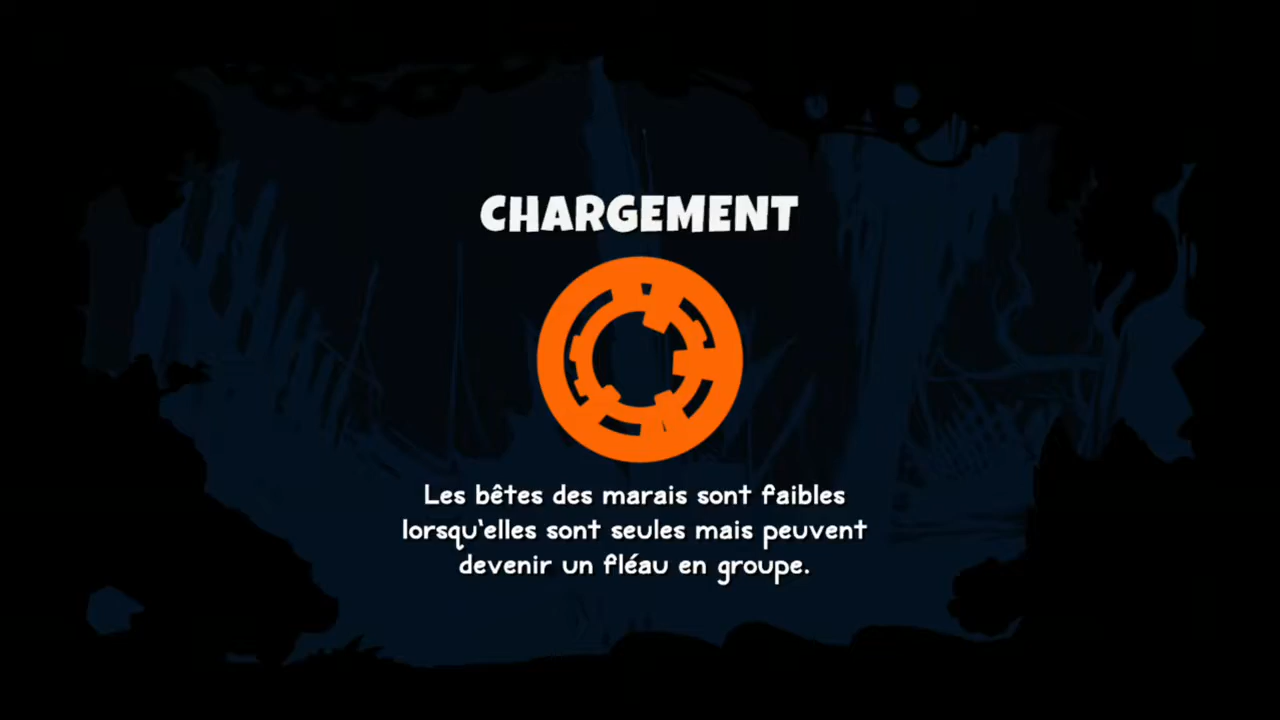 CHARGEMENT
Les bêtes des marais sont faibles
lorsqu'elles sont seules mais peuvent
devenir un fléau en groupe.